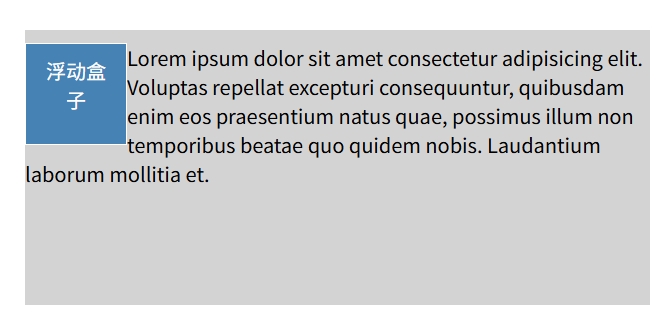 浮动盒
子
Lorem ipsum dolor sit amet consectetur adipisicing elit.
Voluptas repellat excepturi consequuntur, quibusdam
enim eos praesentium natus quae, possimus illum non
temporibus beatae quo quidem nobis. Laudantium
laborum mollitia et.